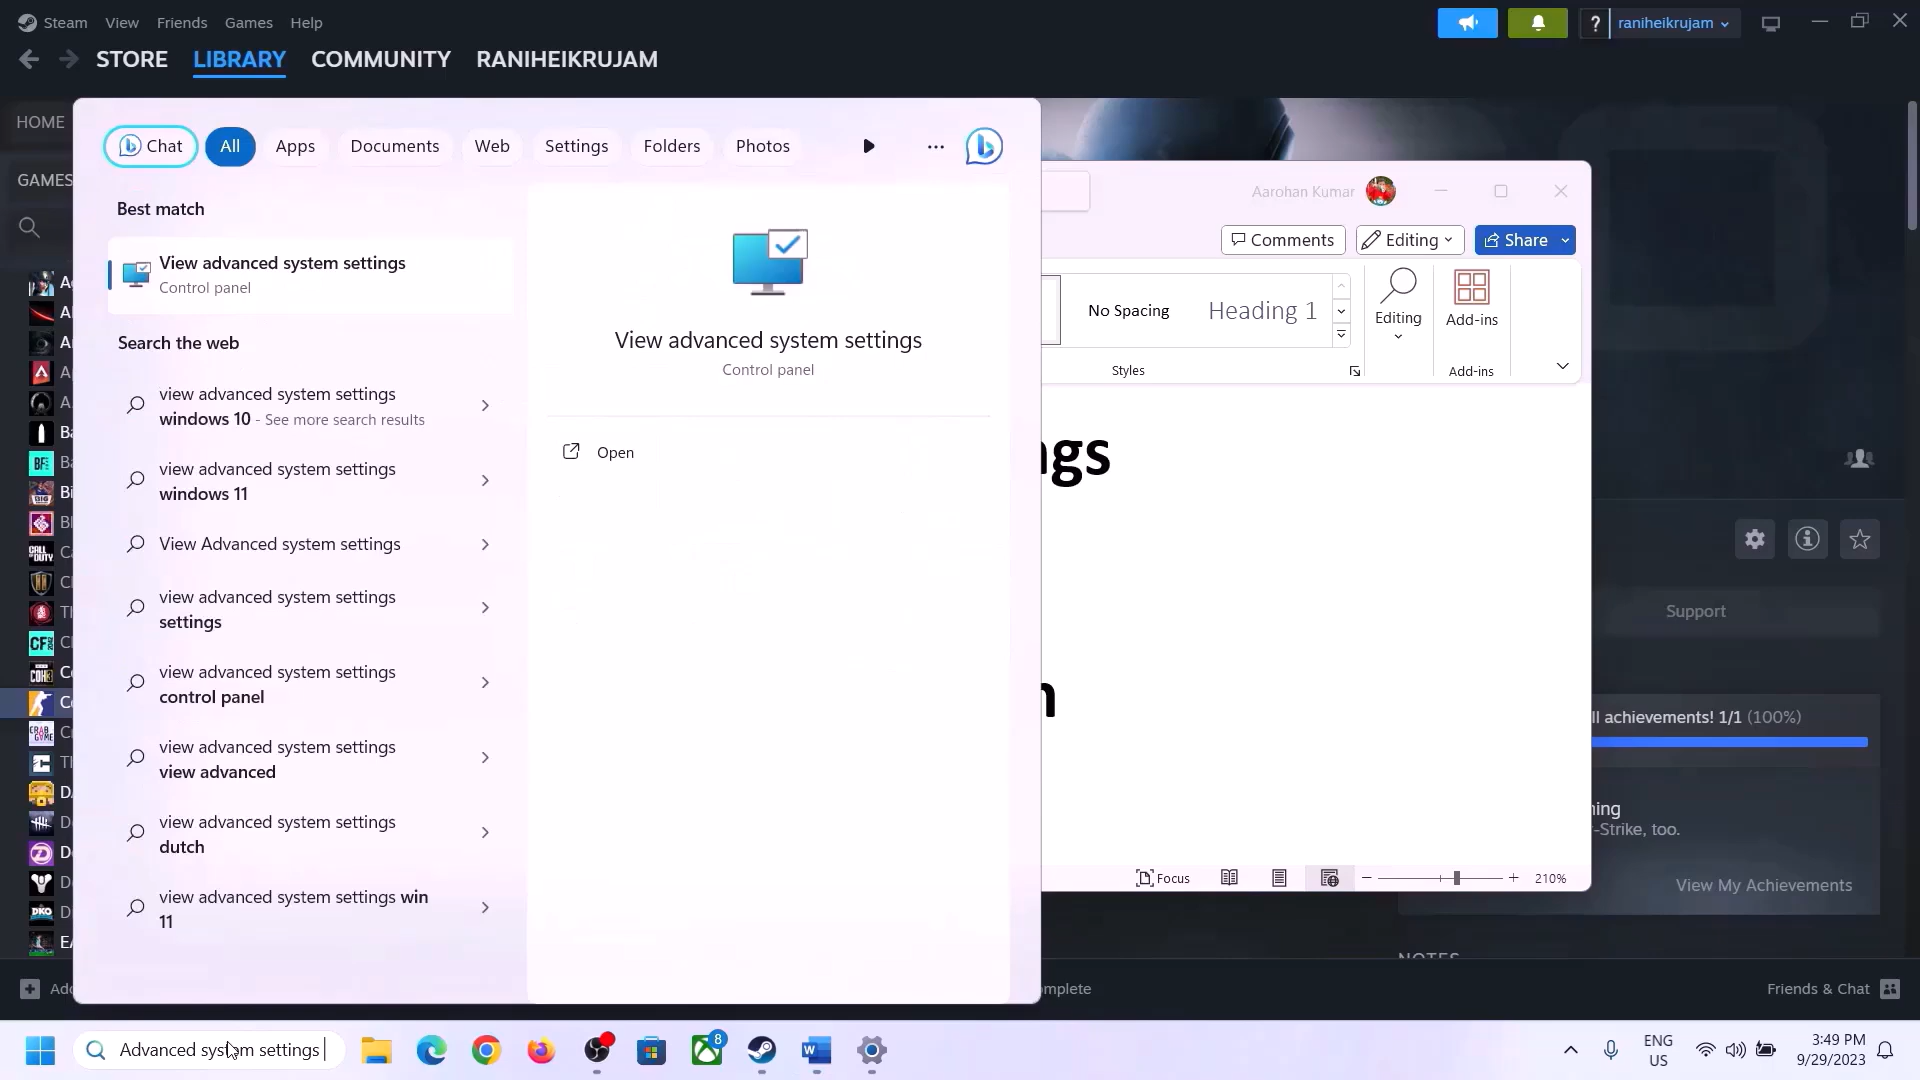 Steam View Friends Games Help
? raniheikrujam
STORE LIBRARY COMMUNITY RANIHEIKRUJAM
HOME
GAMES
Chat All Apps Documents Web Settings Folders Photos
Best match
View advanced system settings
Control panel
Search the web
view advanced system settings
windows 10 - See more search results
view advanced system settings
windows 11
View Advanced system settings
view advanced system settings
settings
view advanced system settings
control panel
view advanced system settings
view advanced
view advanced system settings
dutch
view advanced system settings win
11
View advanced system settings
Control panel
Open
Aarohan Kumar
Comments Editing Share
No Spacing Heading 1
Editing
Add-ins
Styles
Add-ins
ngs
n
Focus
210%
Support
ll achievements! 1/1 (100%)
ning
-Strike, too.
View My Achievements
NOTES
Add
mplete
Friends & Chat
Advanced system settings
8
ENG
US
3:49 PM
9/29/2023